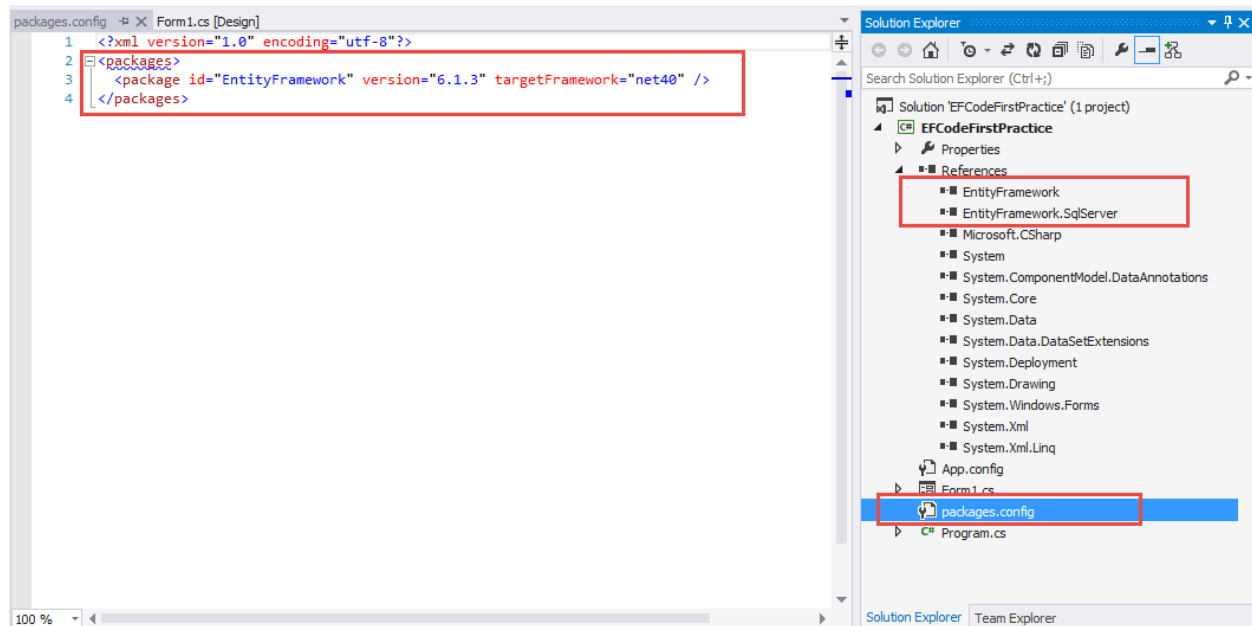 packages.config Form1.cs [Design]
1 <?xml version="1.0" encoding="utf-8"?>
2 <packages>
3 <package id="EntityFramework" version="6.1.3" targetFramework="net40" />
4 </packages>
100 %
Solution Explorer
Search Solution Explorer (Ctrl+;)
Solution 'EFCodeFirstPractice' (1 project)
C# EFCodeFirstPractice
Properties
References
EntityFramework
EntityFramework.SqlServer
Microsoft.CSharp
System
System.ComponentModel.DataAnnotations
System.Core
System.Data
System.Data.DataSetExtensions
System.Deployment
System.Drawing
System.Windows.Forms
System.Xml
System.Xml.Linq
App.config
Form1.cs
packages.config
C# Program.cs
Solution Explorer Team Explorer